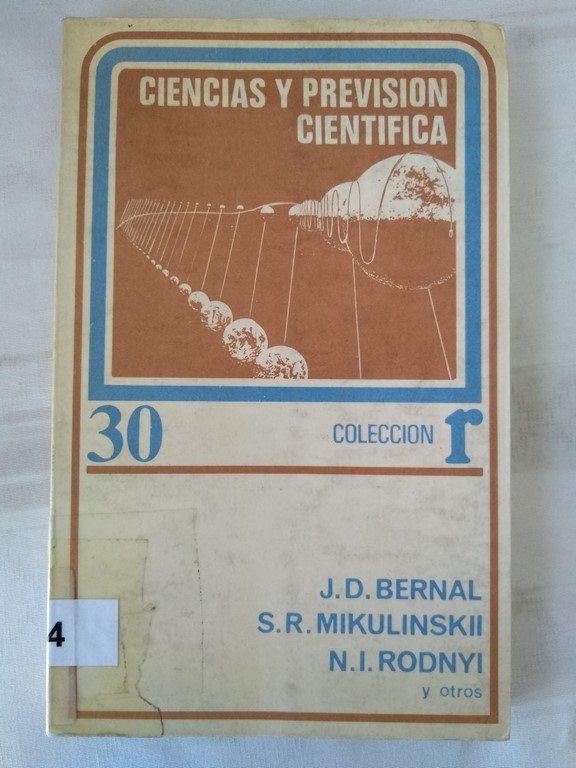 CIENCIAS Y PREVISION
CIENTIFICA
30
COLECCION r
J.D.BERNAL
S.R.MIKULINSKII
N.I.RODNYI
y otros
4